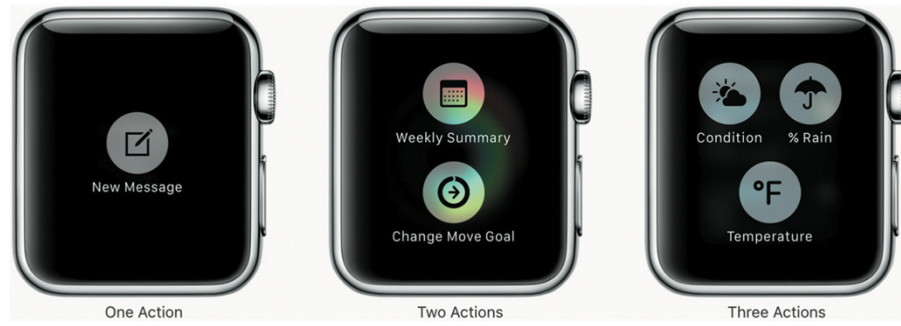 New Message
Weekly Summary
Change Move Goal
Condition
% Rain
°F
Temperature
One Action
Two Actions
Three Actions